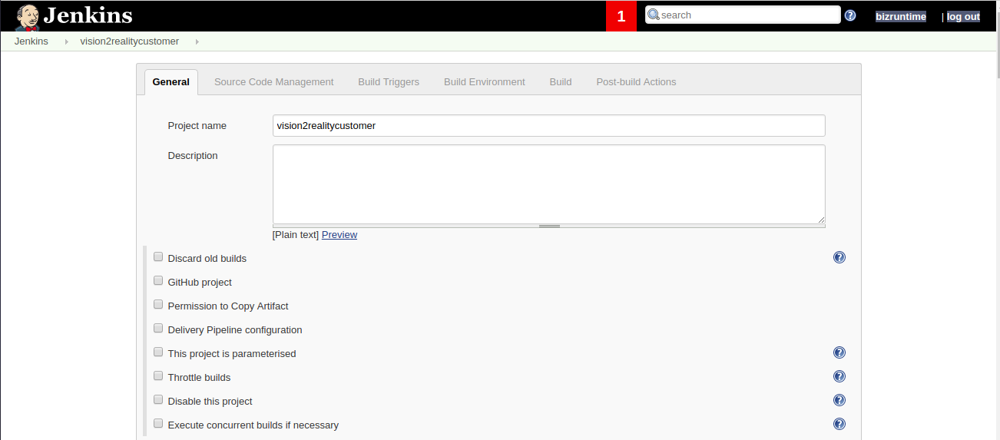 Jenkins 1 search ? bizruntime | log out
Jenkins vision2realitycustomer
General Source Code Management Build Triggers Build Environment Build Post-build Actions
Project name vision2realitycustomer
Description
[Plain text] Preview
Discard old builds ?
GitHub project
Permission to Copy Artifact
Delivery Pipeline configuration
This project is parameterised ?
Throttle builds ?
Disable this project ?
Execute concurrent builds if necessary ?